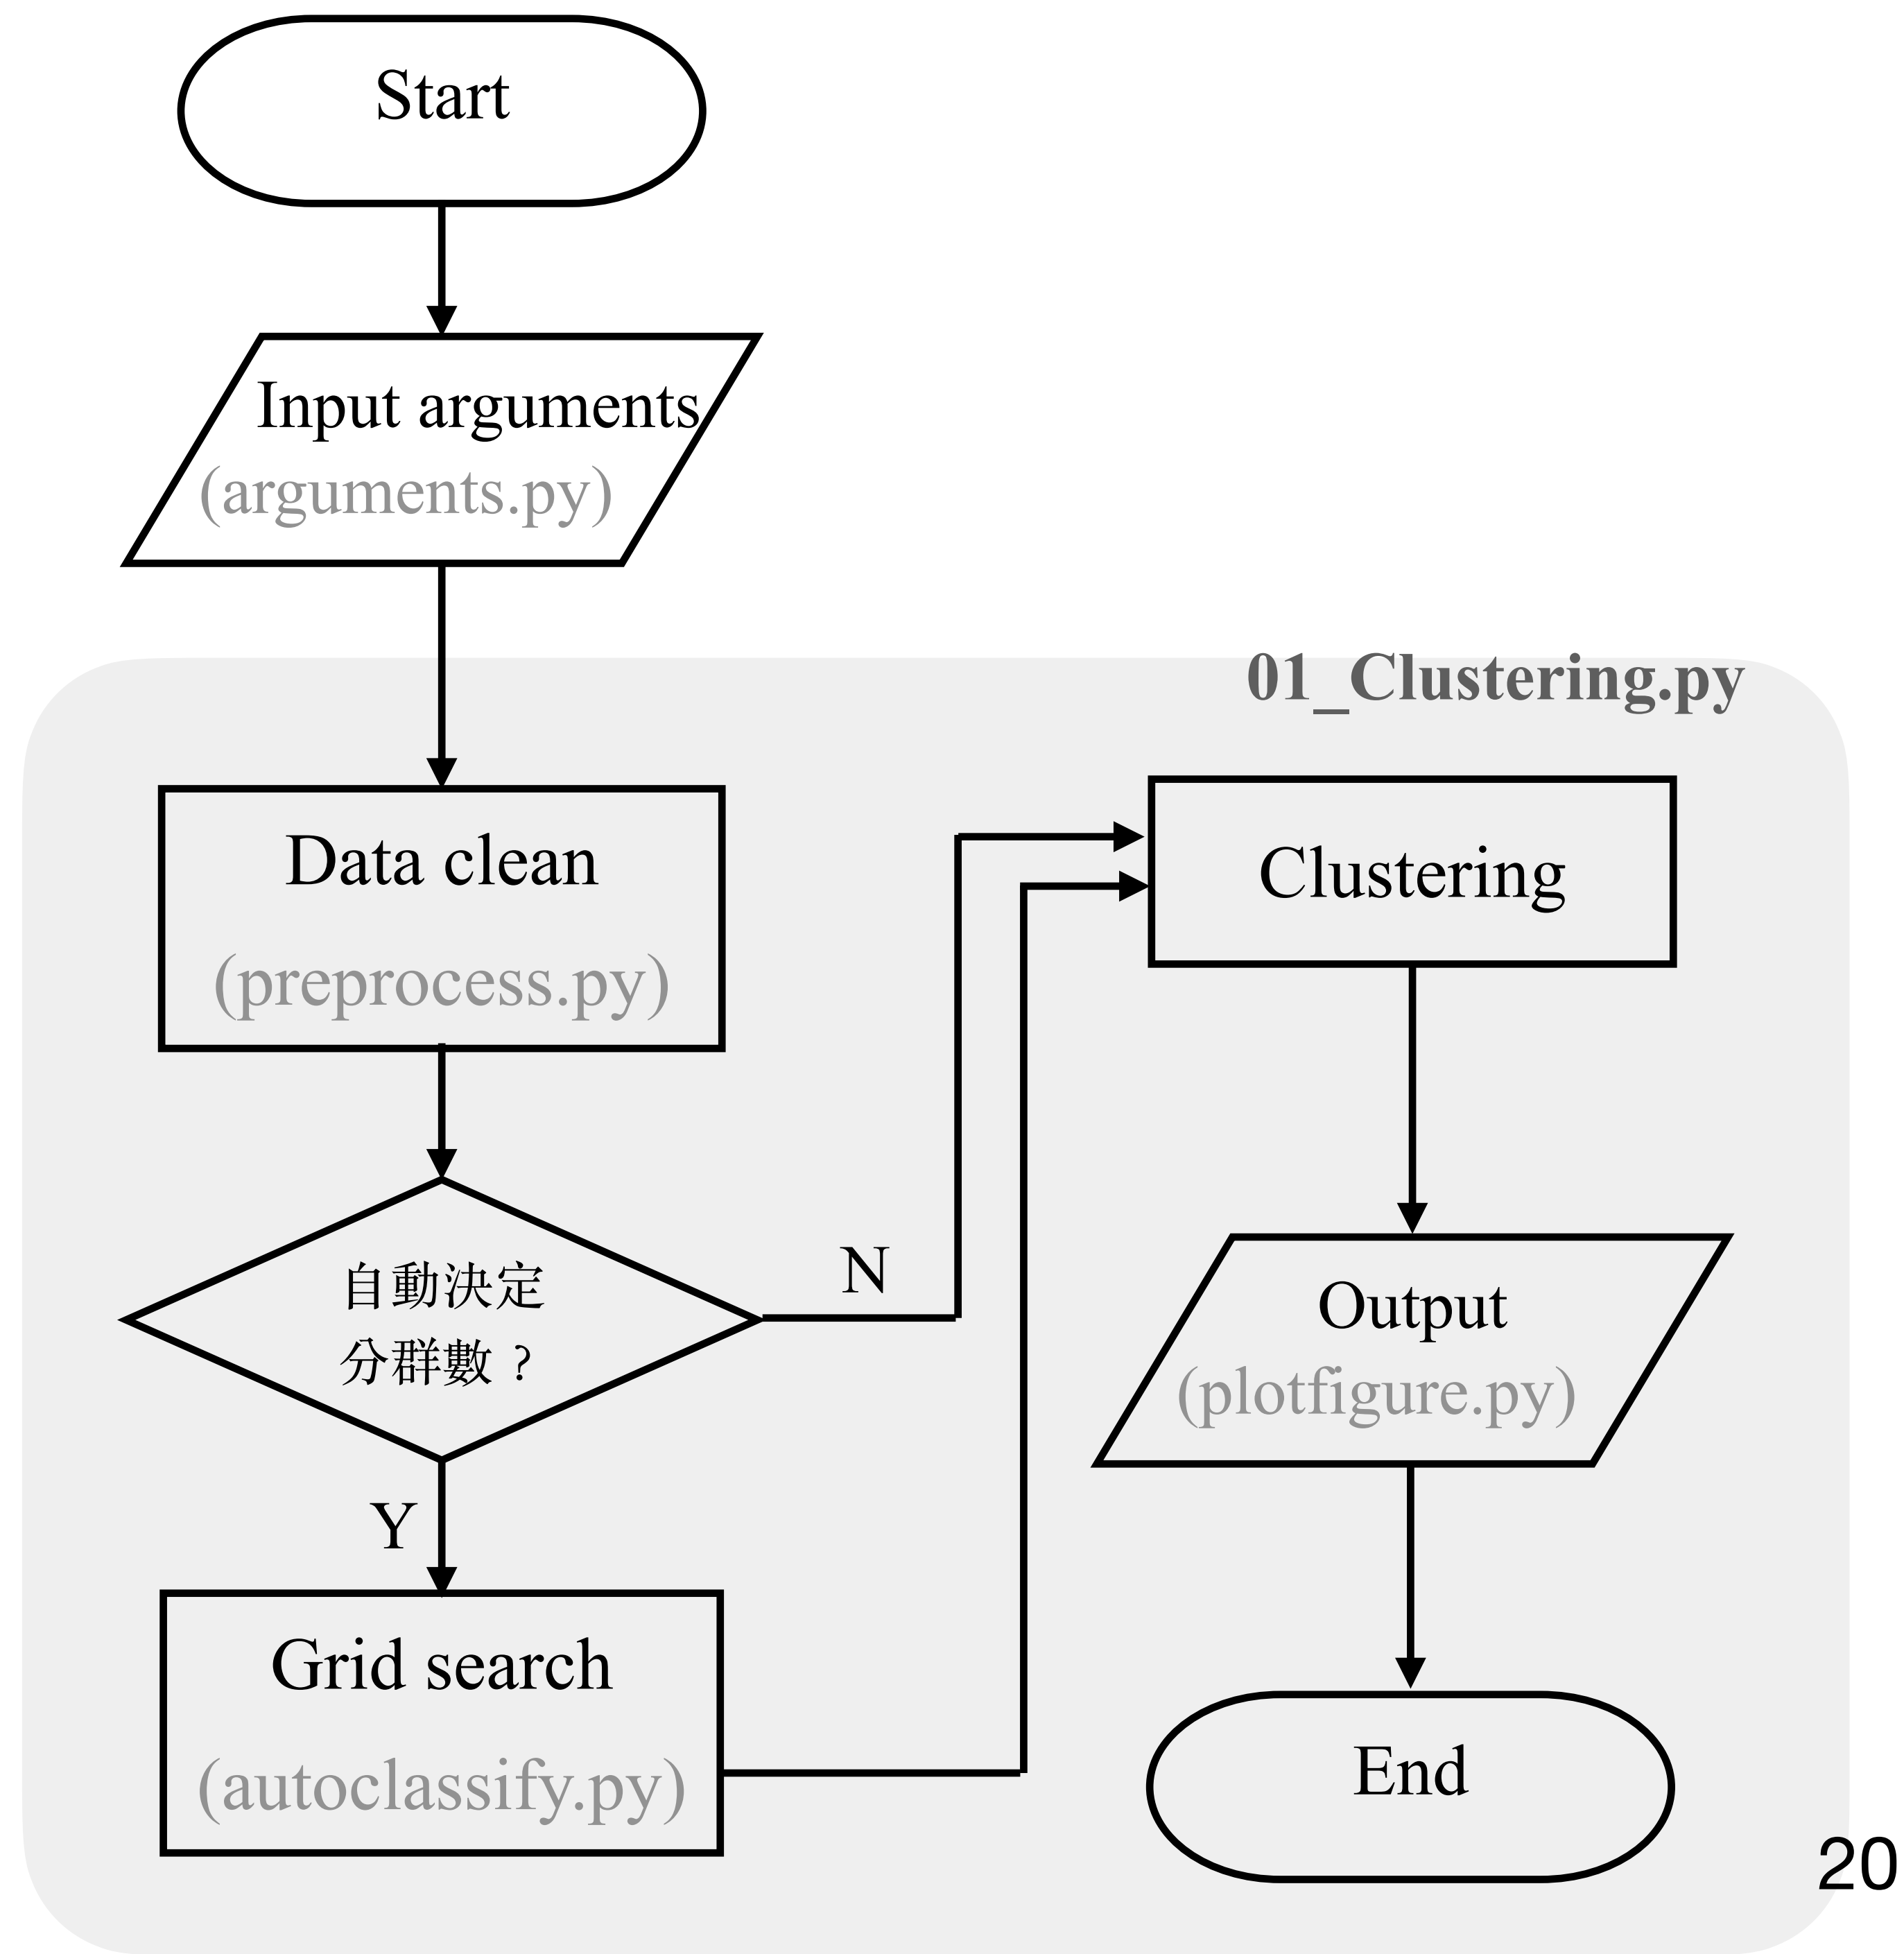 Start
Input arguments
(arguments.py)
01_Clustering.py
Data clean
(preprocess.py)
自動決定
分群數？
N
Y
Grid search
(autoclassify.py)
Clustering
Output
(plotfigure.py)
End
20